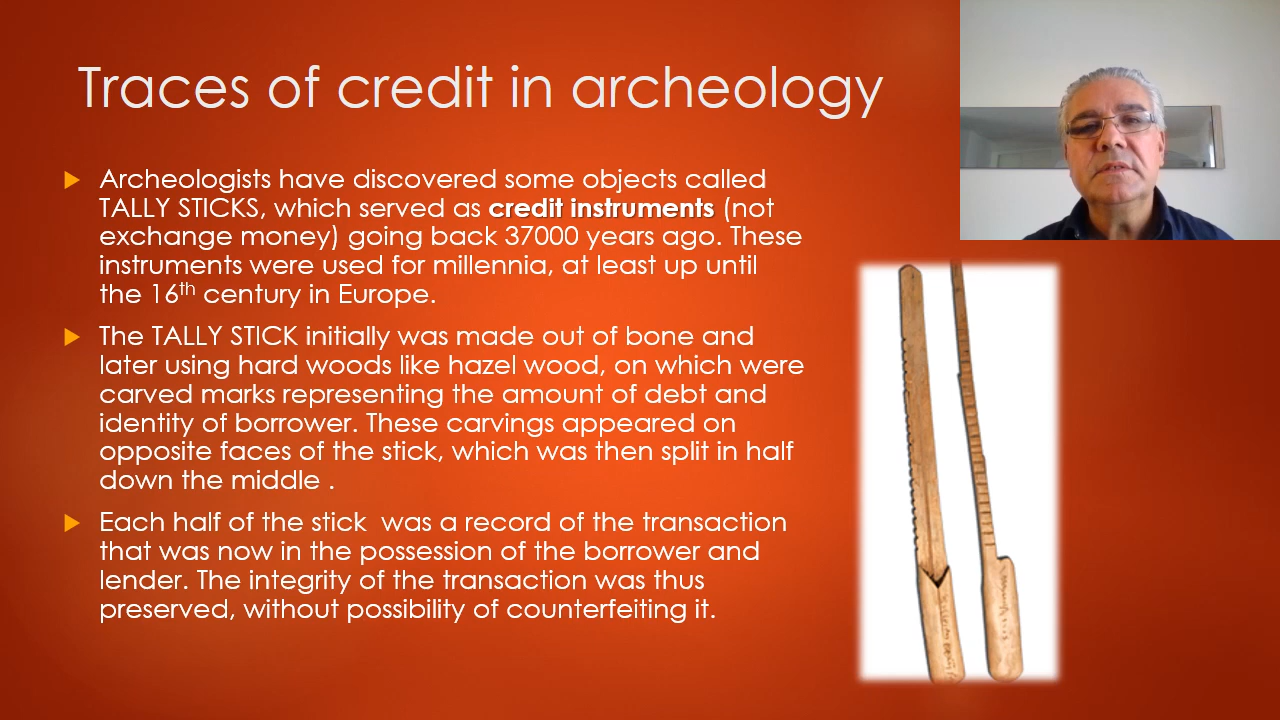 Traces of credit in archeology
Archeologists have discovered some objects called
TALLY STICKS, which served as credit instruments (not
exchange money) going back 37000 years ago. These
instruments were used for millennia, at least up until
the 16th century in Europe.
The TALLY STICK initially was made out of bone and
later using hard woods like hazel wood, on which were
carved marks representing the amount of debt and
identity of borrower. These carvings appeared on
opposite faces of the stick, which was then split in half
down the middle .
Each half of the stick  was a record of the transaction
that was now in the possession of the borrower and
lender. The integrity of the transaction was thus
preserved, without possibility of counterfeiting it.